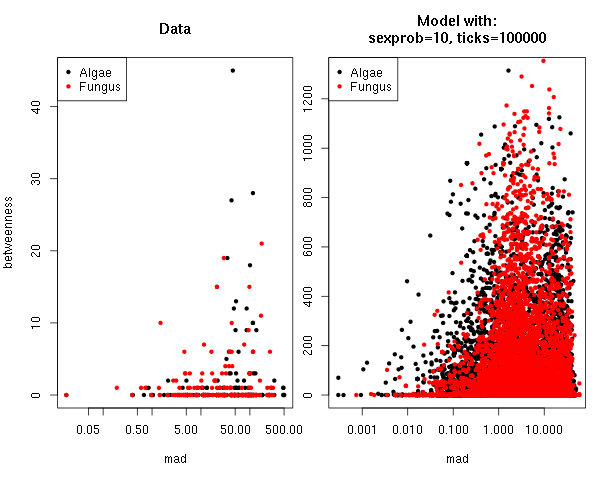 Data
Algae
Fungus
betweenness
40
30
20
10
0
0.05 0.50 5.00 50.00 500.00
mad
Model with:
sexprob=10, ticks=100000
Algae
Fungus
1200
1000
800
600
400
200
0
0.001 0.010 0.100 1.000 10.000
mad